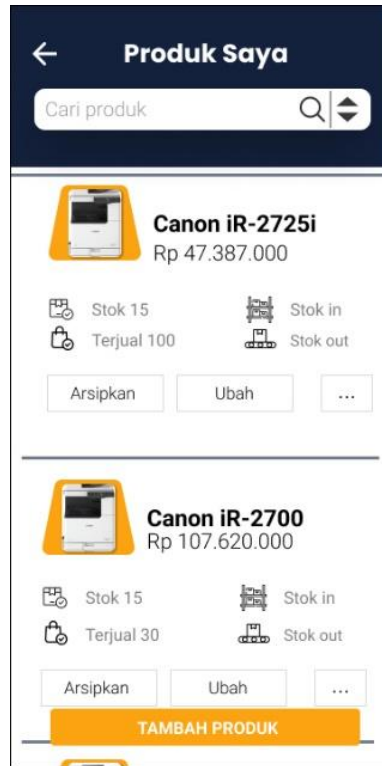 Produk Saya
Cari produk
Canon iR-2725i
Rp 47.387.000
Stok 15
Stok in
Terjual 100
Stok out
Arsipkan
Ubah
...
Canon iR-2700
Rp 107.620.000
Stok 15
Stok in
Terjual 30
Stok out
Arsipkan
Ubah
...
TAMBAH PRODUK